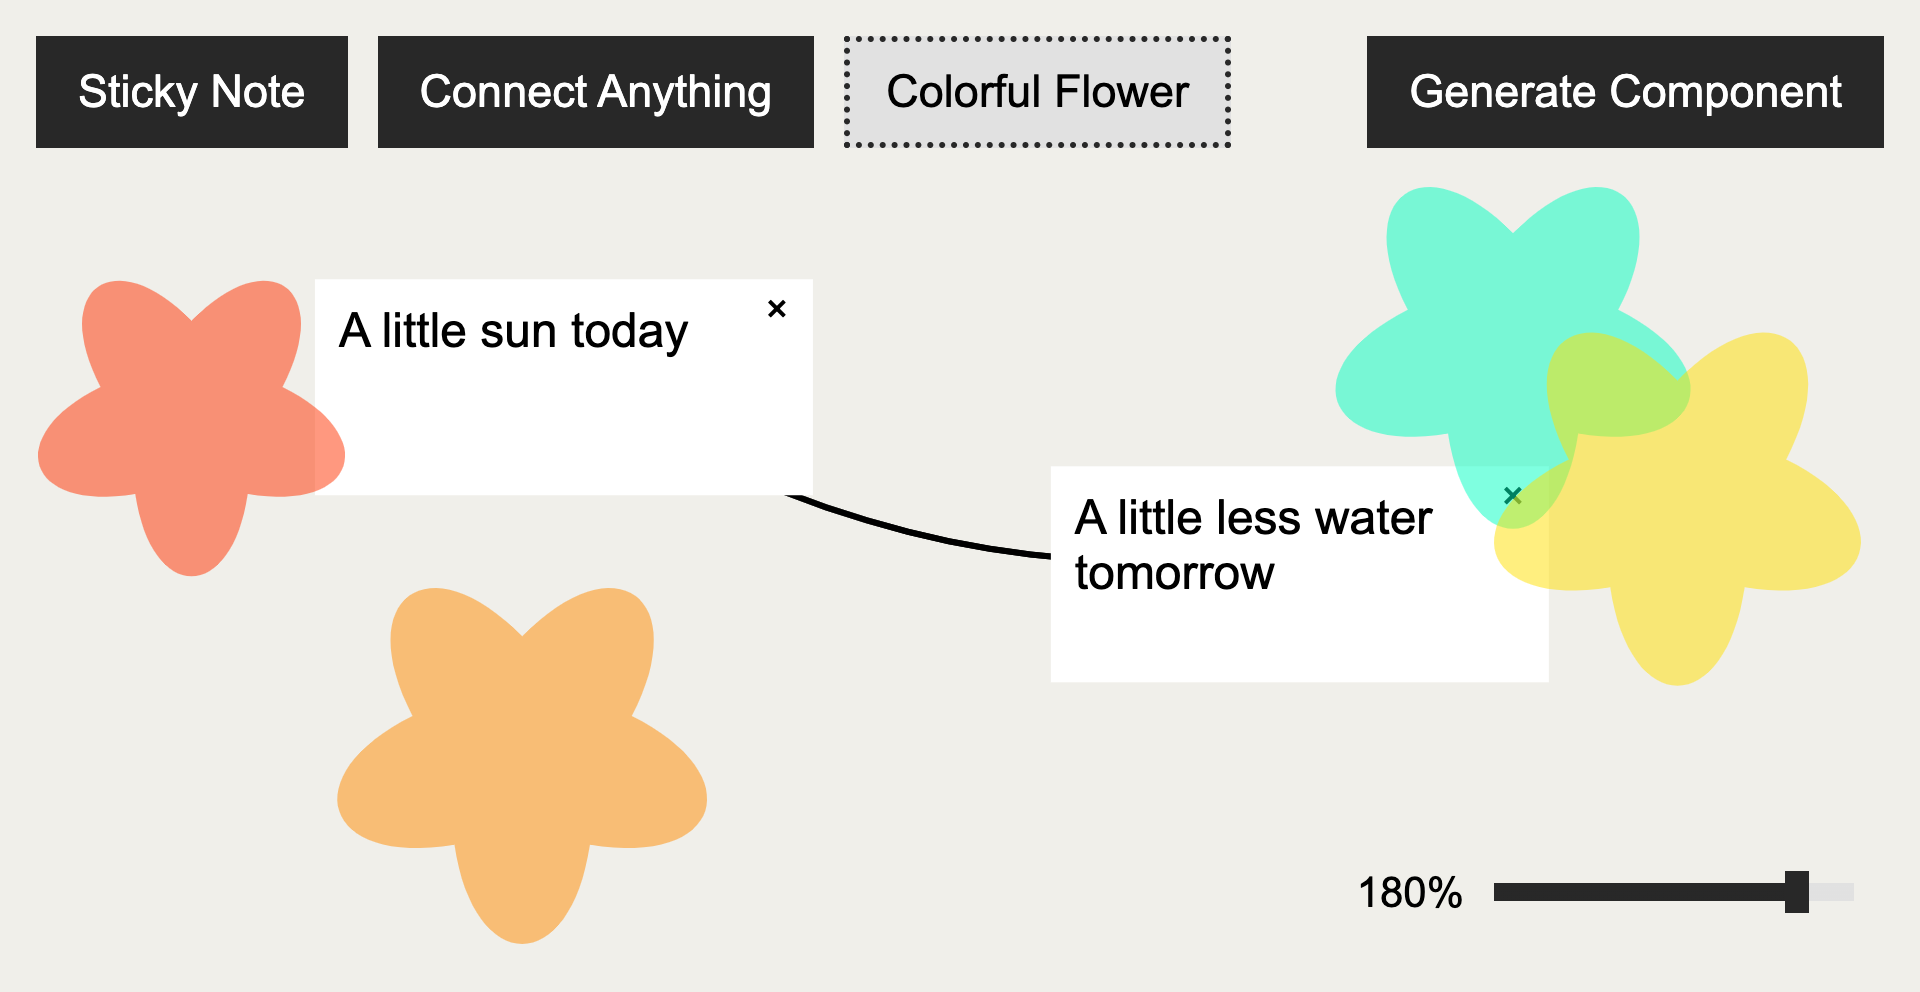 Sticky Note
Connect Anything
Colorful Flower
Generate Component
A little sun today
A little less water
tomorrow
180%